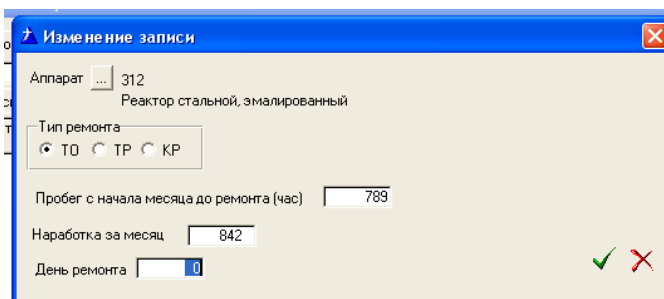 Изменение записи
Аппарат ... 312
Реактор стальной, эмалированный
Тип ремонта
ТО ТР КР
Пробег с начала месяца до ремонта (час) 789
Наработка за месяц 842
День ремонта 0